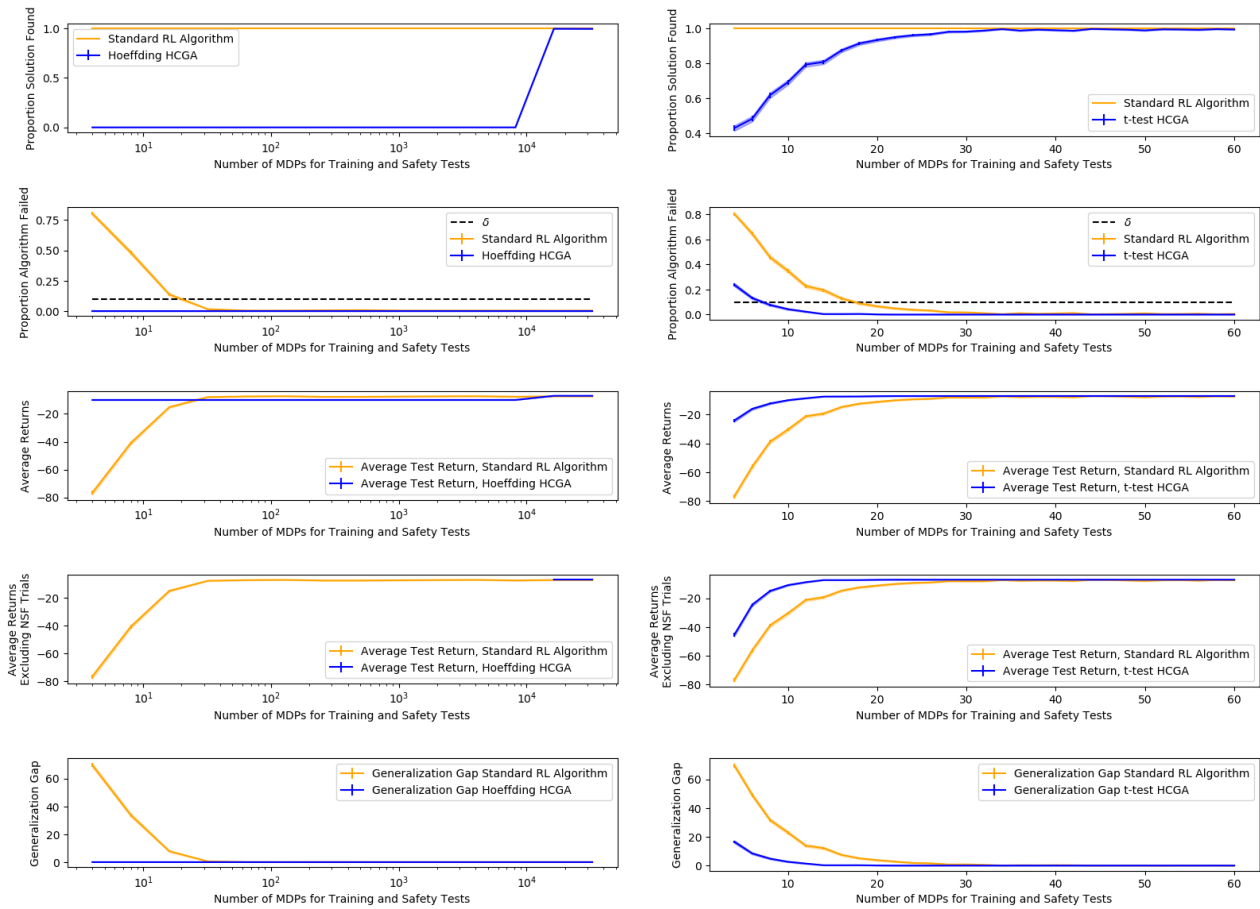 Proportion Solution Found
1.0
0.5
0.0
Standard RL Algorithm
Hoeffding HCGA
10¹ 10² 10³ 10⁴
Number of MDPs for Training and Safety Tests
Proportion Solution Found
1.0
0.8
0.6
0.4
Standard RL Algorithm
t-test HCGA
10 20 30 40 50 60
Number of MDPs for Training and Safety Tests
Proportion Algorithm Failed
0.75
0.50
0.25
0.00
δ
Standard RL Algorithm
Hoeffding HCGA
10¹ 10² 10³ 10⁴
Number of MDPs for Training and Safety Tests
Proportion Algorithm Failed
0.8
0.6
0.4
0.2
0.0
δ
Standard RL Algorithm
t-test HCGA
10 20 30 40 50 60
Number of MDPs for Training and Safety Tests
Average Returns
−20
−40
−60
−80
Average Test Return, Standard RL Algorithm
Average Test Return, Hoeffding HCGA
10¹ 10² 10³ 10⁴
Number of MDPs for Training and Safety Tests
Average Returns
−20
−40
−60
−80
Average Test Return, Standard RL Algorithm
Average Test Return, t-test HCGA
10 20 30 40 50 60
Number of MDPs for Training and Safety Tests
Average Returns
Excluding NSF Trials
−20
−40
−60
−80
Average Test Return, Standard RL Algorithm
Average Test Return, Hoeffding HCGA
10¹ 10² 10³ 10⁴
Number of MDPs for Training and Safety Tests
Average Returns
Excluding NSF Trials
−20
−40
−60
−80
Average Test Return, Standard RL Algorithm
Average Test Return, t-test HCGA
10 20 30 40 50 60
Number of MDPs for Training and Safety Tests
Generalization Gap
60
40
20
0
Generalization Gap Standard RL Algorithm
Generalization Gap Hoeffding HCGA
10¹ 10² 10³ 10⁴
Number of MDPs for Training and Safety Tests
Generalization Gap
60
40
20
0
Generalization Gap Standard RL Algorithm
Generalization Gap t-test HCGA
10 20 30 40 50 60
Number of MDPs for Training and Safety Tests